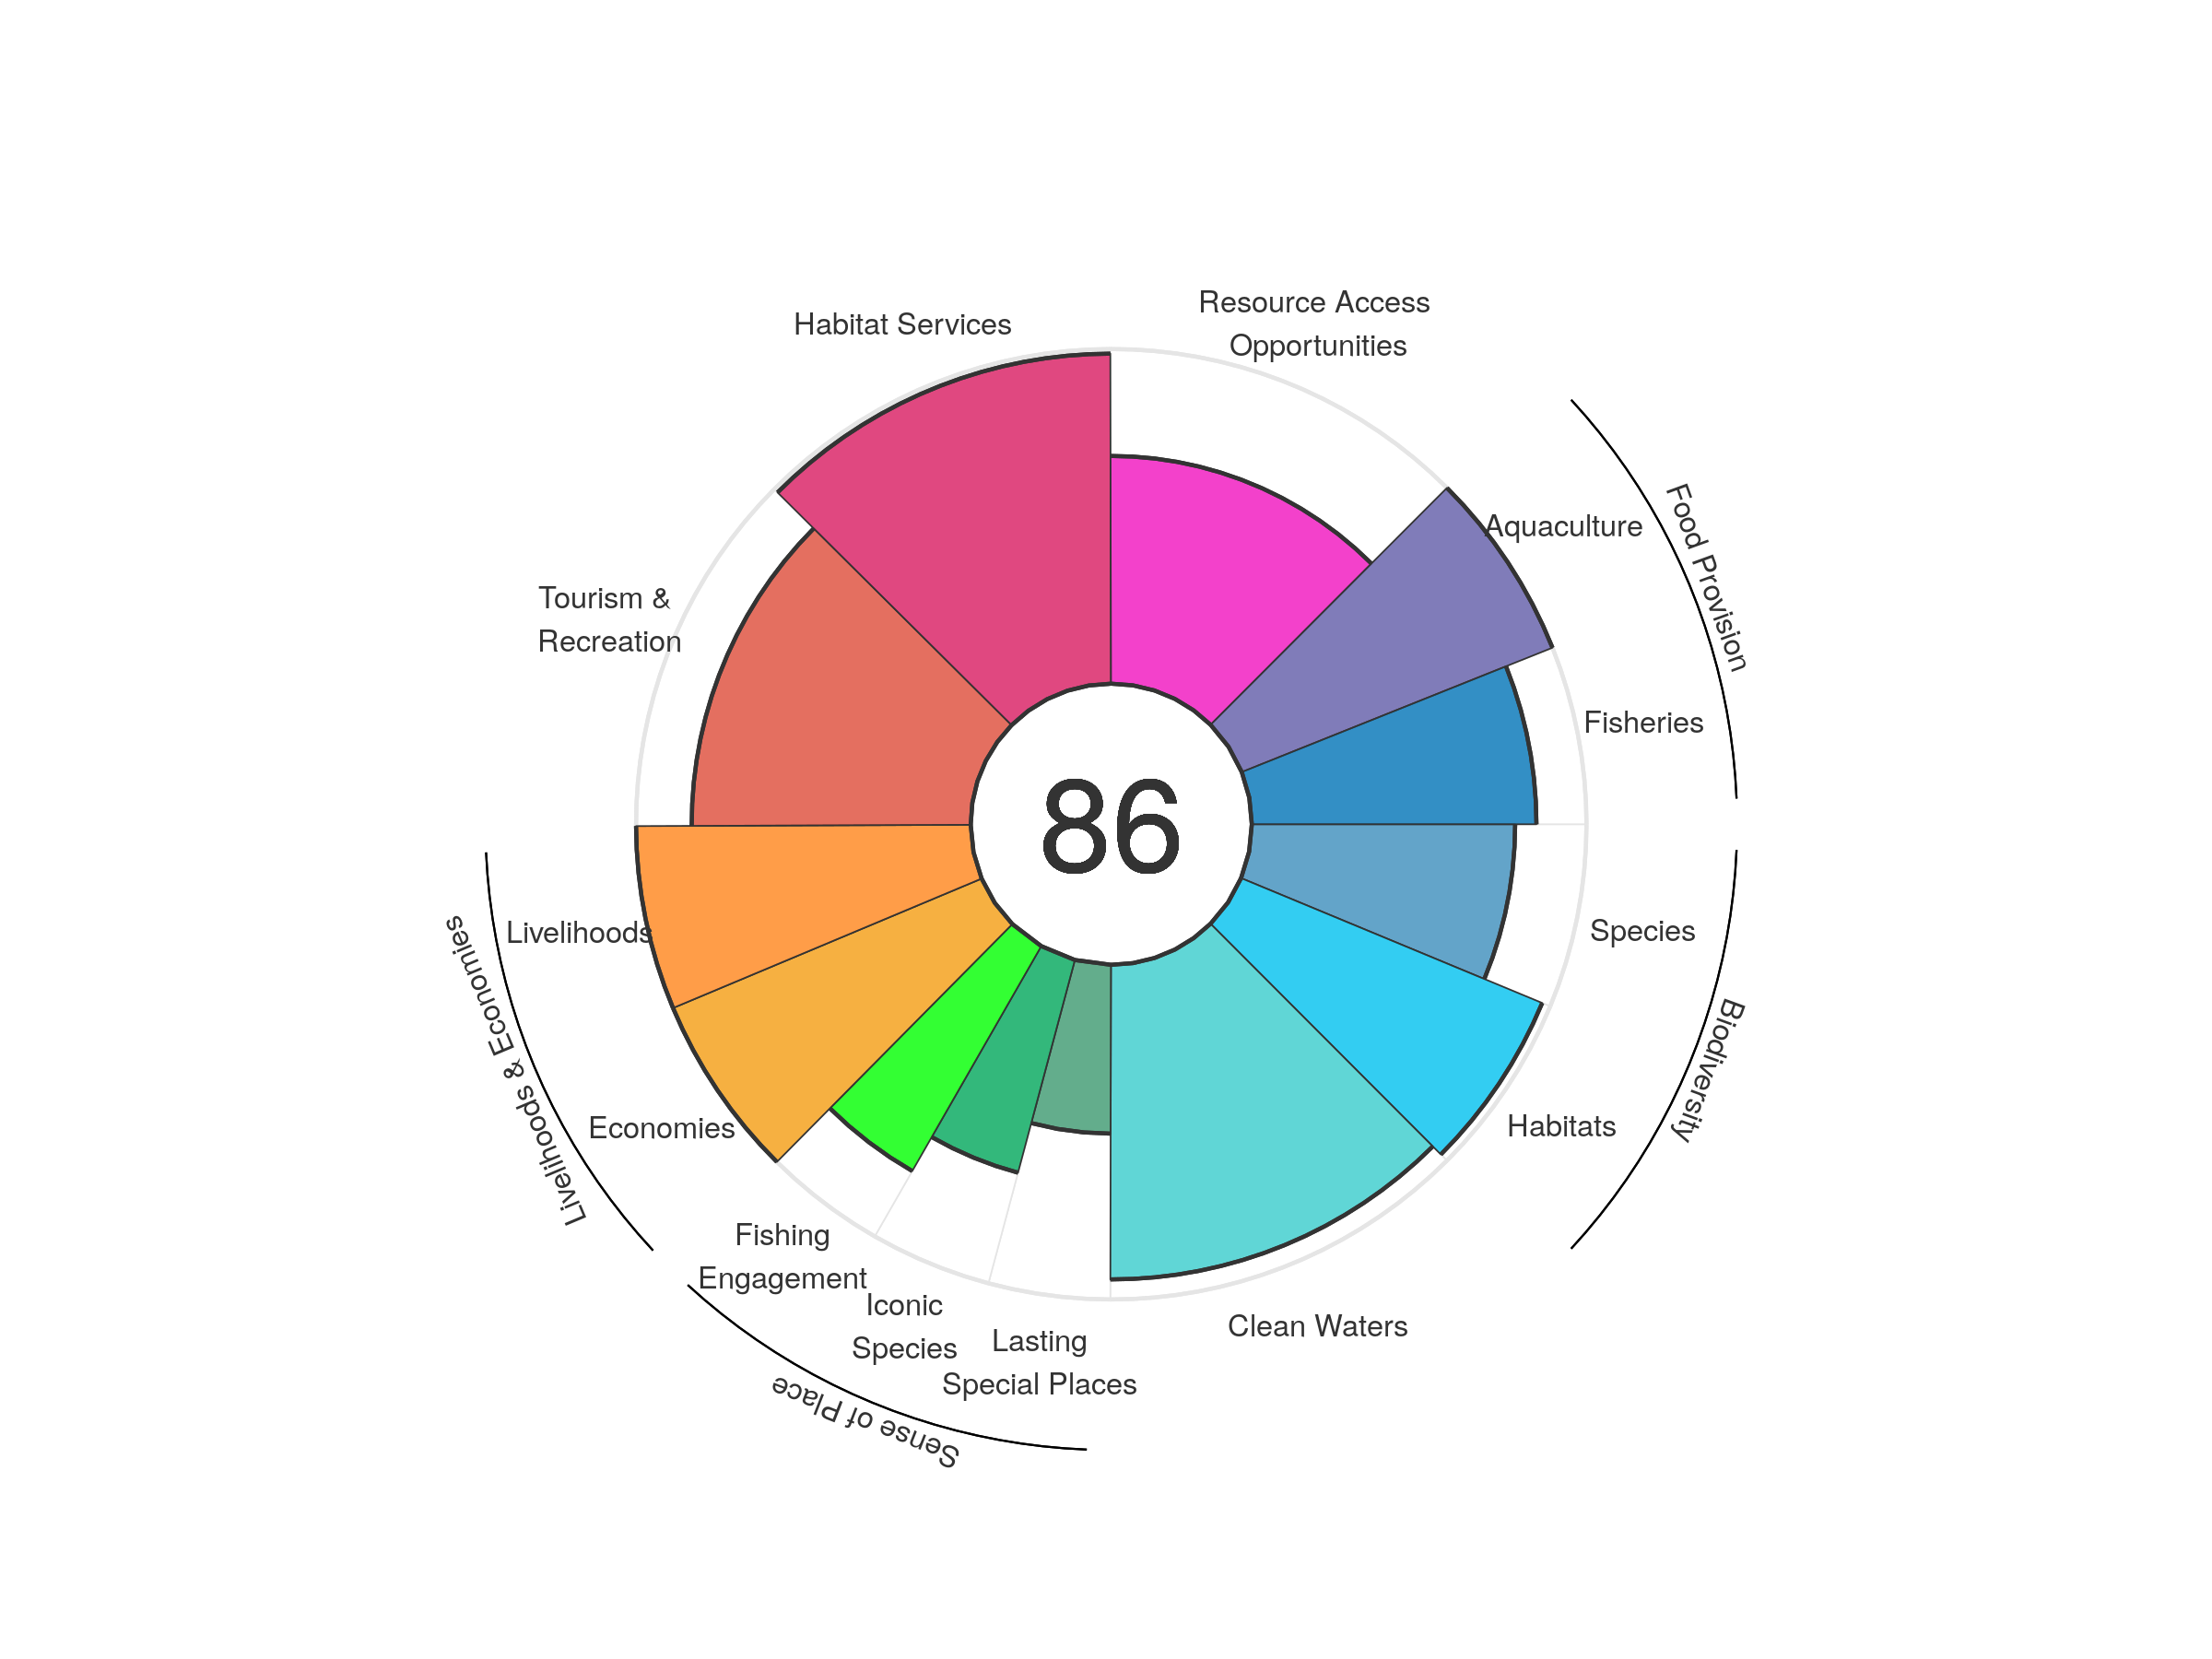 Resource Access
Opportunities
Habitat Services
Aquaculture
Food Provision
Tourism &
Recreation
Fisheries
86
Livelihoods
Species
Livelihoods & Economies
Biodiversity
Economies
Habitats
Fishing
Engagement
Iconic
Species
Lasting
Special Places
Clean Waters
Sense of Place